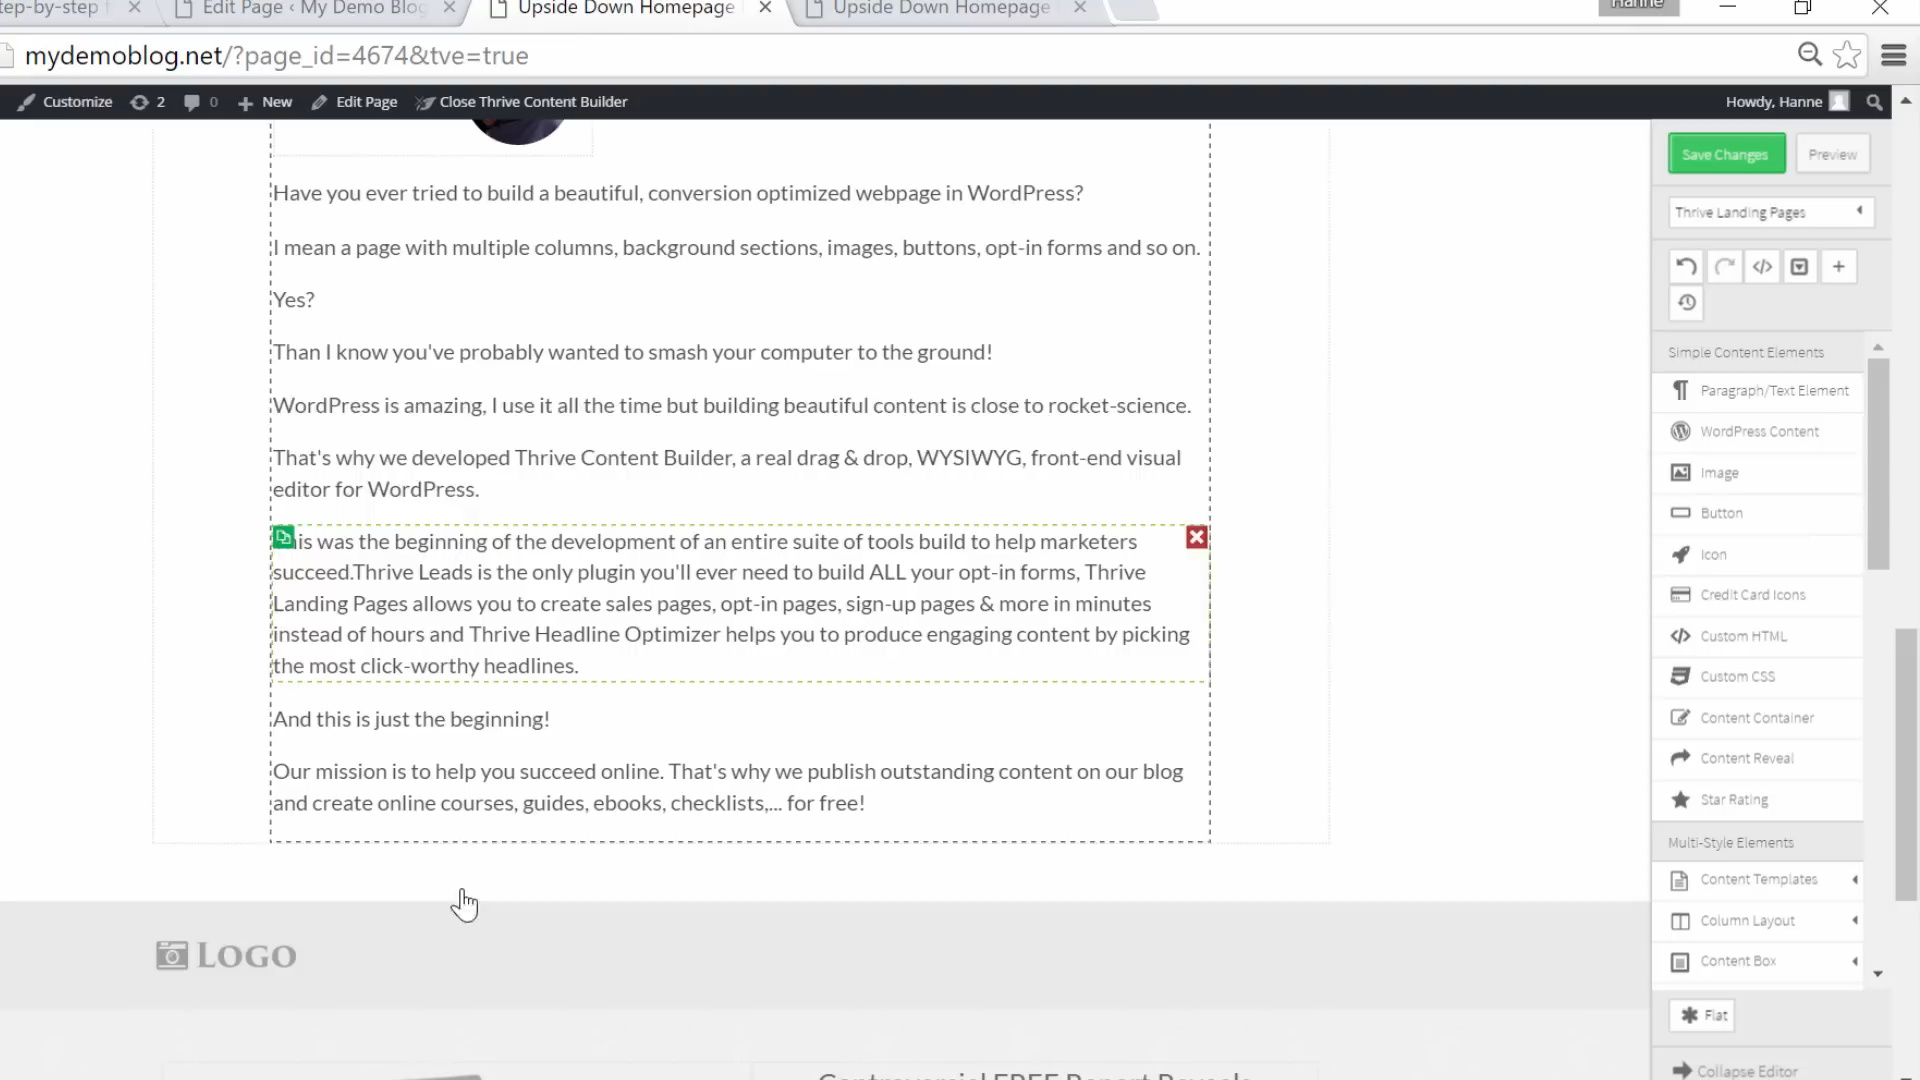 tep-by-step
Edit Page ‹ My Demo Blog
Upside Down Homepage
Upside Down Homepage
Hanne
mydemoblog.net/?page_id=4674&tve=true
Customize 2 0 New Edit Page Close Thrive Content Builder
Howdy, Hanne
Have you ever tried to build a beautiful, conversion optimized webpage in WordPress?
I mean a page with multiple columns, background sections, images, buttons, opt-in forms and so on.
Yes?
Than I know you've probably wanted to smash your computer to the ground!
WordPress is amazing, I use it all the time but building beautiful content is close to rocket-science.
That's why we developed Thrive Content Builder, a real drag & drop, WYSIWYG, front-end visual
editor for WordPress.
his was the beginning of the development of an entire suite of tools build to help marketers
succeed.Thrive Leads is the only plugin you'll ever need to build ALL your opt-in forms, Thrive
Landing Pages allows you to create sales pages, opt-in pages, sign-up pages & more in minutes
instead of hours and Thrive Headline Optimizer helps you to produce engaging content by picking
the most click-worthy headlines.
And this is just the beginning!
Our mission is to help you succeed online. That's why we publish outstanding content on our blog
and create online courses, guides, ebooks, checklists,... for free!
LOGO
Controversial FREE Report Reveals
Save Changes
Preview
Thrive Landing Pages
Simple Content Elements
Paragraph/Text Element
WordPress Content
Image
Button
Icon
Credit Card Icons
Custom HTML
Custom CSS
Content Container
Content Reveal
Star Rating
Multi-Style Elements
Content Templates
Column Layout
Content Box
Flat
Collapse Editor